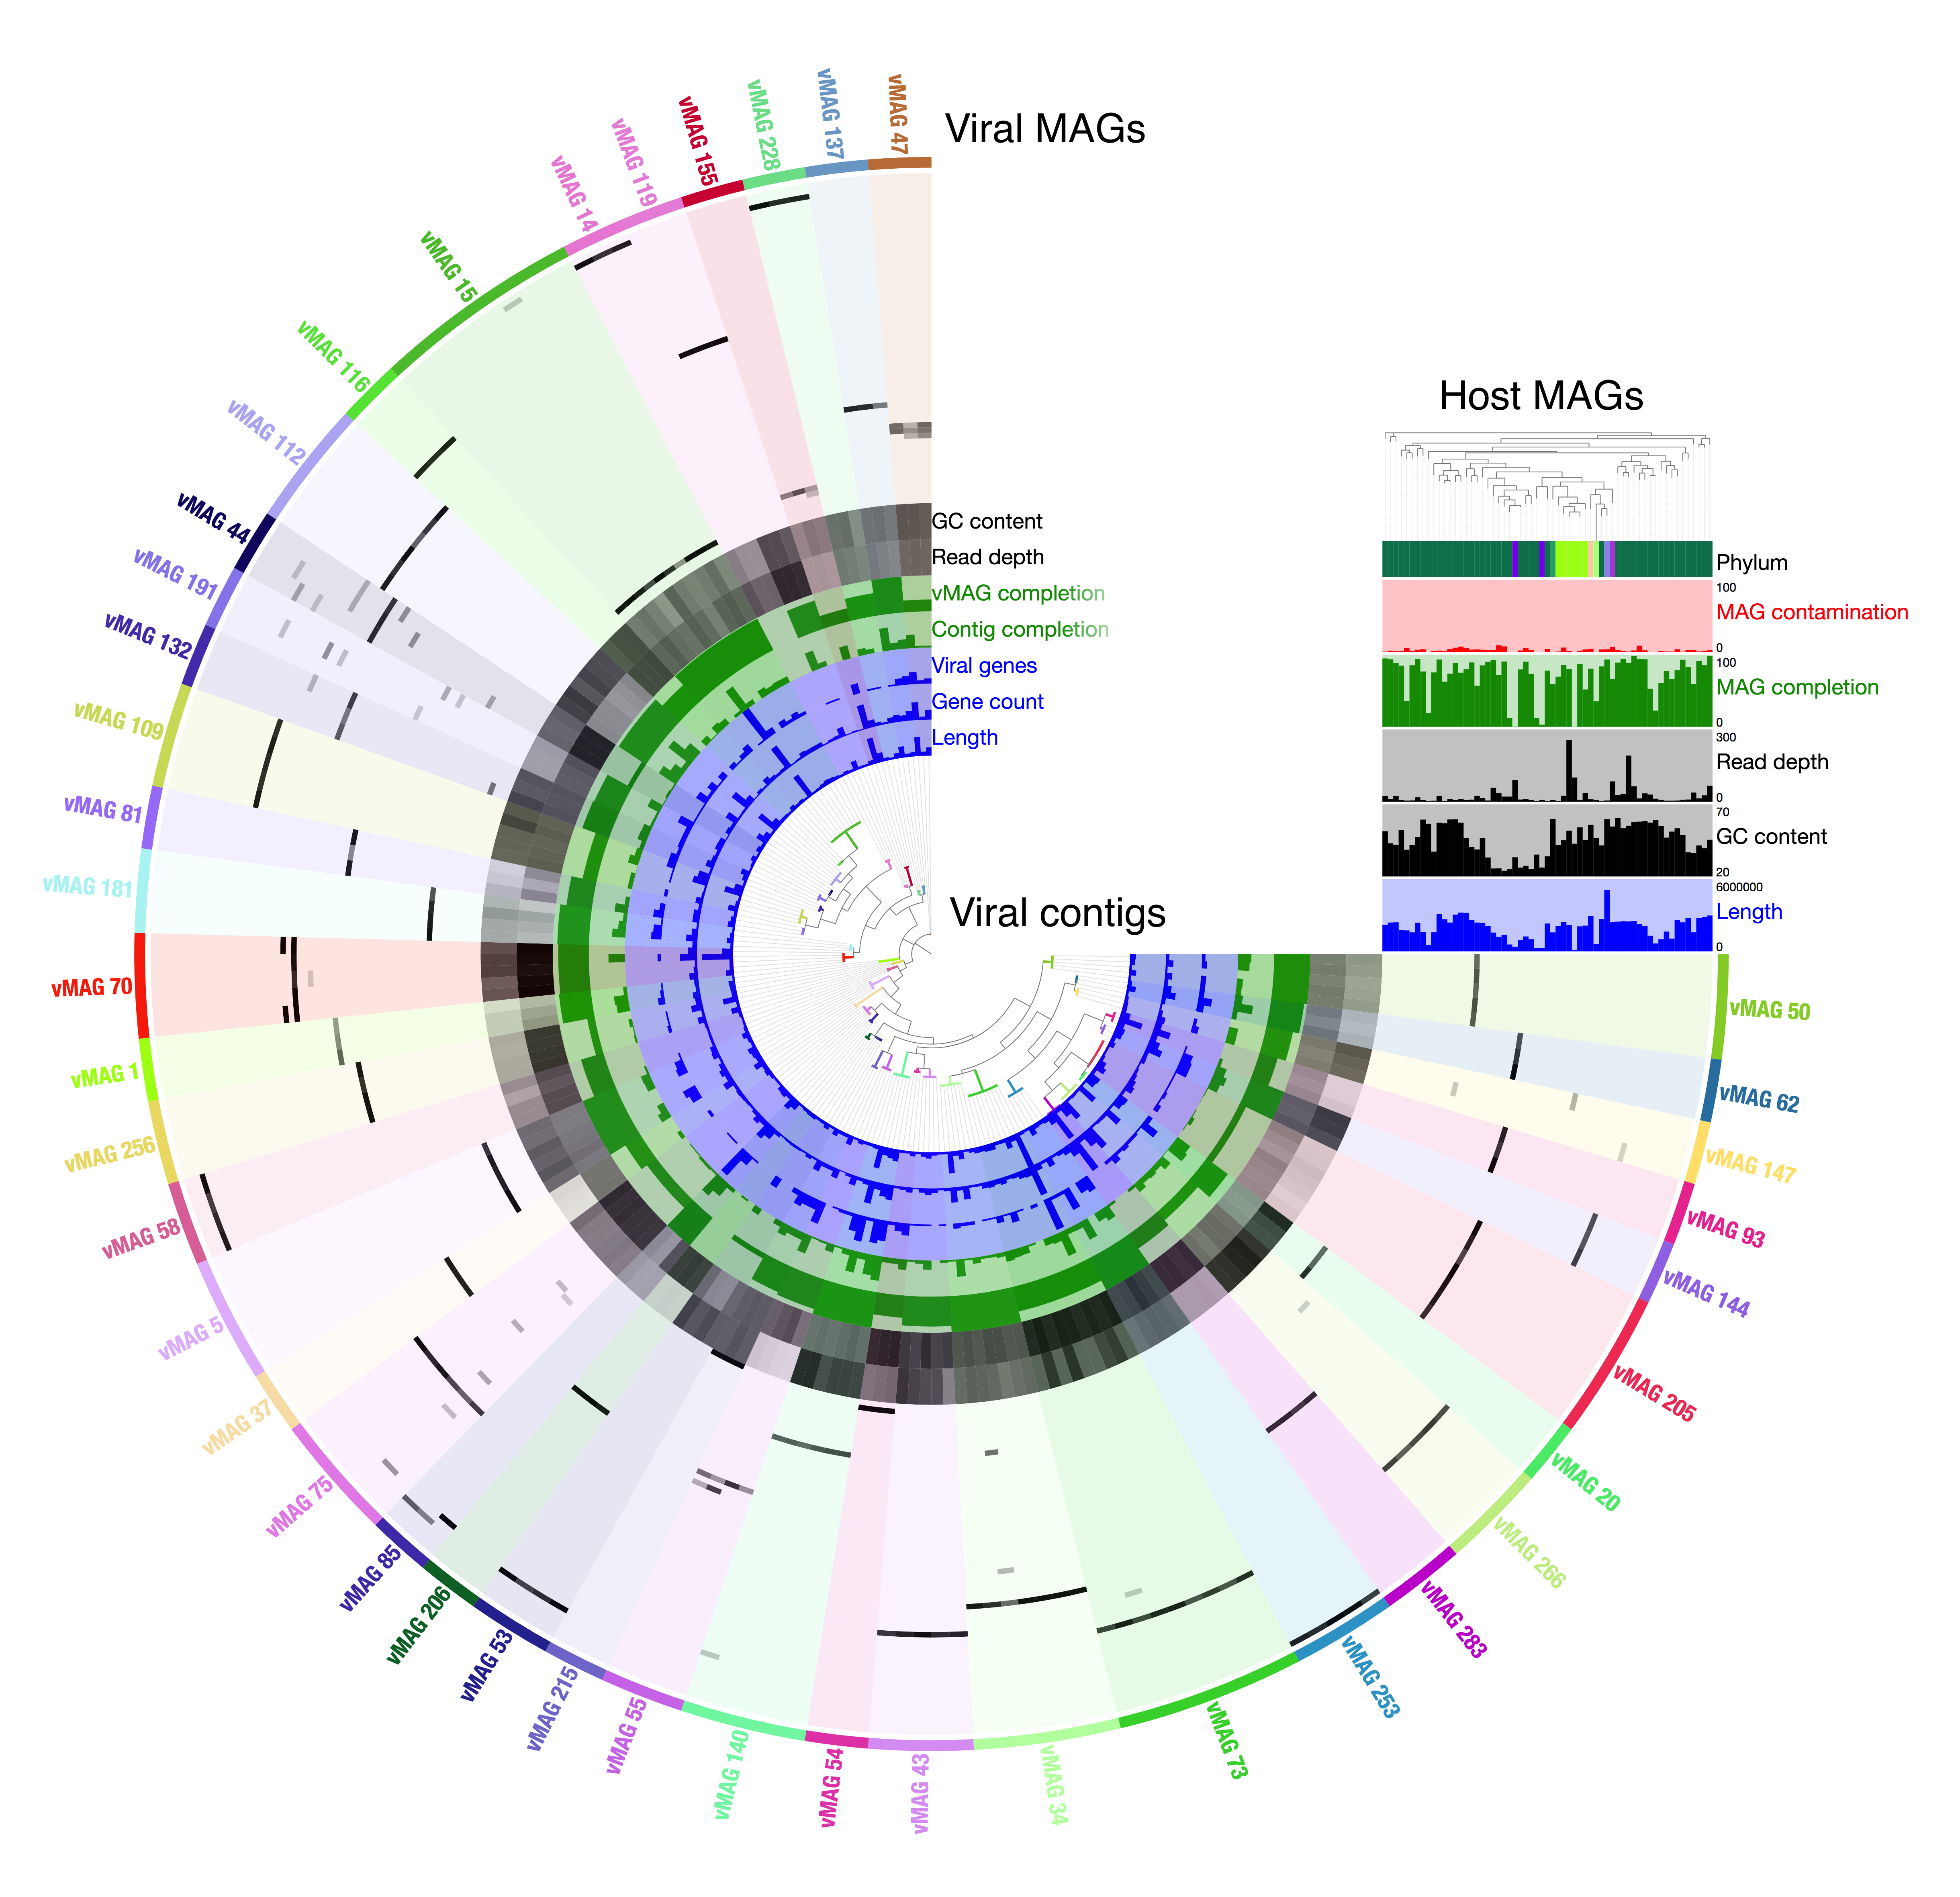 vMAG 47
vMAG 137
vMAG 228
vMAG 155
vMAG 119
vMAG 14
vMAG 15
vMAG 116
vMAG 112
vMAG 44
vMAG 191
vMAG 132
vMAG 109
vMAG 81
vMAG 181
vMAG 70
vMAG 1
vMAG 256
vMAG 58
vMAG 5
vMAG 37
vMAG 75
vMAG 85
vMAG 206
vMAG 53
vMAG 215
vMAG 55
vMAG 140
vMAG 54
vMAG 43
vMAG 34
vMAG 73
vMAG 253
vMAG 283
vMAG 266
vMAG 20
vMAG 205
vMAG 144
vMAG 93
vMAG 147
vMAG 62
vMAG 50
Viral MAGs
GC content
Read depth
vMAG completion
Contig completion
Viral genes
Gene count
Length
Viral contigs
Host MAGs
Phylum
100
MAG contamination
0
100
MAG completion
0
300
Read depth
0
70
GC content
20
6000000
Length
0